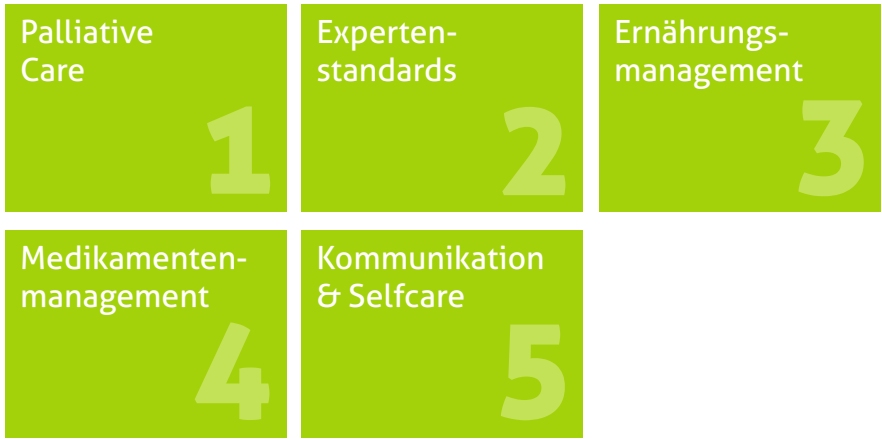 Palliative
Care
1
Experten-
standards
2
Ernährungs-
management
3
Medikamenten-
management
4
Kommunikation
& Selfcare
5